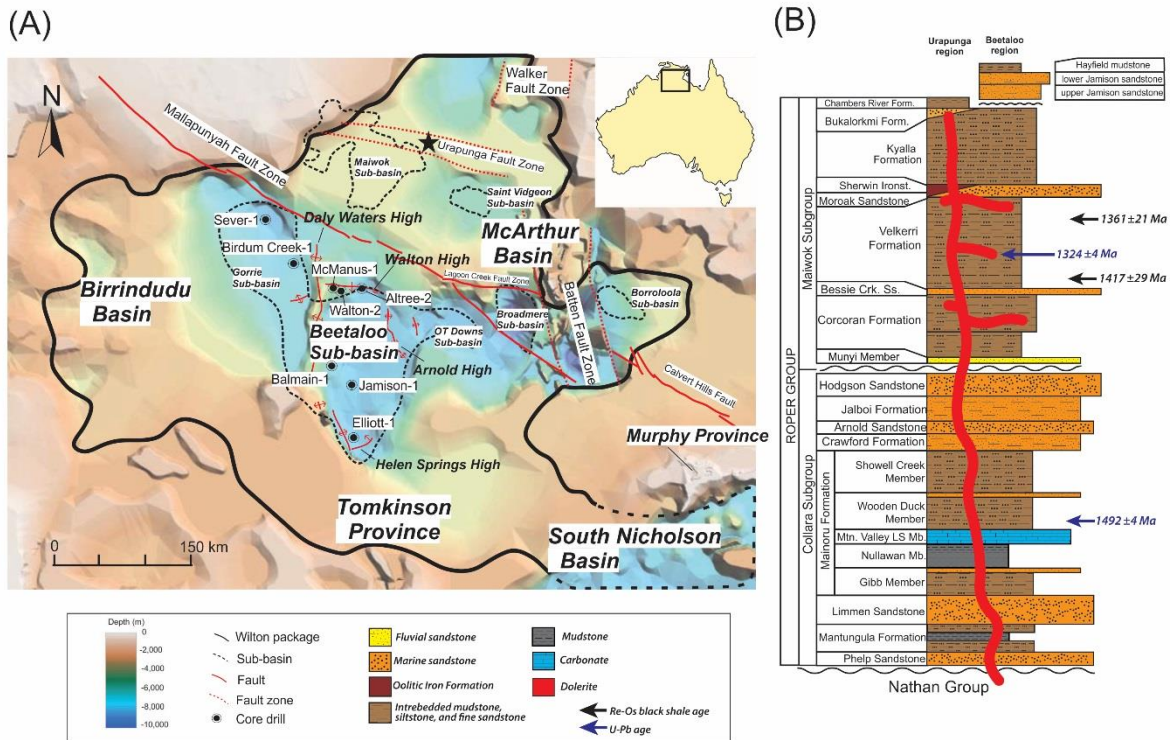 (A)
N
Walker
Fault Zone
Mallapunyah Fault Zone
Urapunga Fault Zone
Maiwok
Sub-basin
Saint Vidgeon
Sub-basin
Sever-1
Daly Waters High
McArthur
Basin
Birdum Creek-1
McManus-1
Walton High
Lagoon Creek Fault Zone
Gorrie
Sub-basin
Birrindudu
Basin
Walton-2
Altree-2
Batten Fault Zone
Borroloola
Sub-basin
Broadmere
Sub-basin
Beetaloo
Sub-basin
OT Downs
Sub-basin
Arnold High
Balmain-1
Jamison-1
Calvert Hills Fault
Elliott-1
Murphy Province
Helen Springs High
Tomkinson
Province
South Nicholson
Basin
0 150 km
Depth (m)
0
-2,000
-4,000
-6,000
-8,000
-10,000
Wilton package
Sub-basin
Fault
Fault zone
Core drill
Fluvial sandstone
Marine sandstone
Oolitic Iron Formation
Intrebedded mudstone,
siltstone, and fine sandstone
Mudstone
Carbonate
Dolerite
Re-Os black shale age
U-Pb age
(B)
Urapunga
region
Beetaloo
region
Hayfield mudstone
lower Jamison sandstone
upper Jamison sandstone
ROPER GROUP
Maiwok Subgroup
Chambers River Form.
Bukalorkmi Form.
Kyalla
Formation
Sherwin Ironst.
Moroak Sandstone
1361 ±21 Ma
Velkerri
Formation
1324 ±4 Ma
1417 ±29 Ma
Bessie Crk. Ss.
Corcoran Formation
Munyi Member
Collara Subgroup
Hodgson Sandstone
Jalboi Formation
Arnold Sandstone
Crawford Formation
Mainoru Formation
Showell Creek
Member
Wooden Duck
Member
1492 ±4 Ma
Mtn. Valley LS Mb.
Nullawan Mb.
Gibb Member
Limmen Sandstone
Mantungula Formation
Phelp Sandstone
Nathan Group